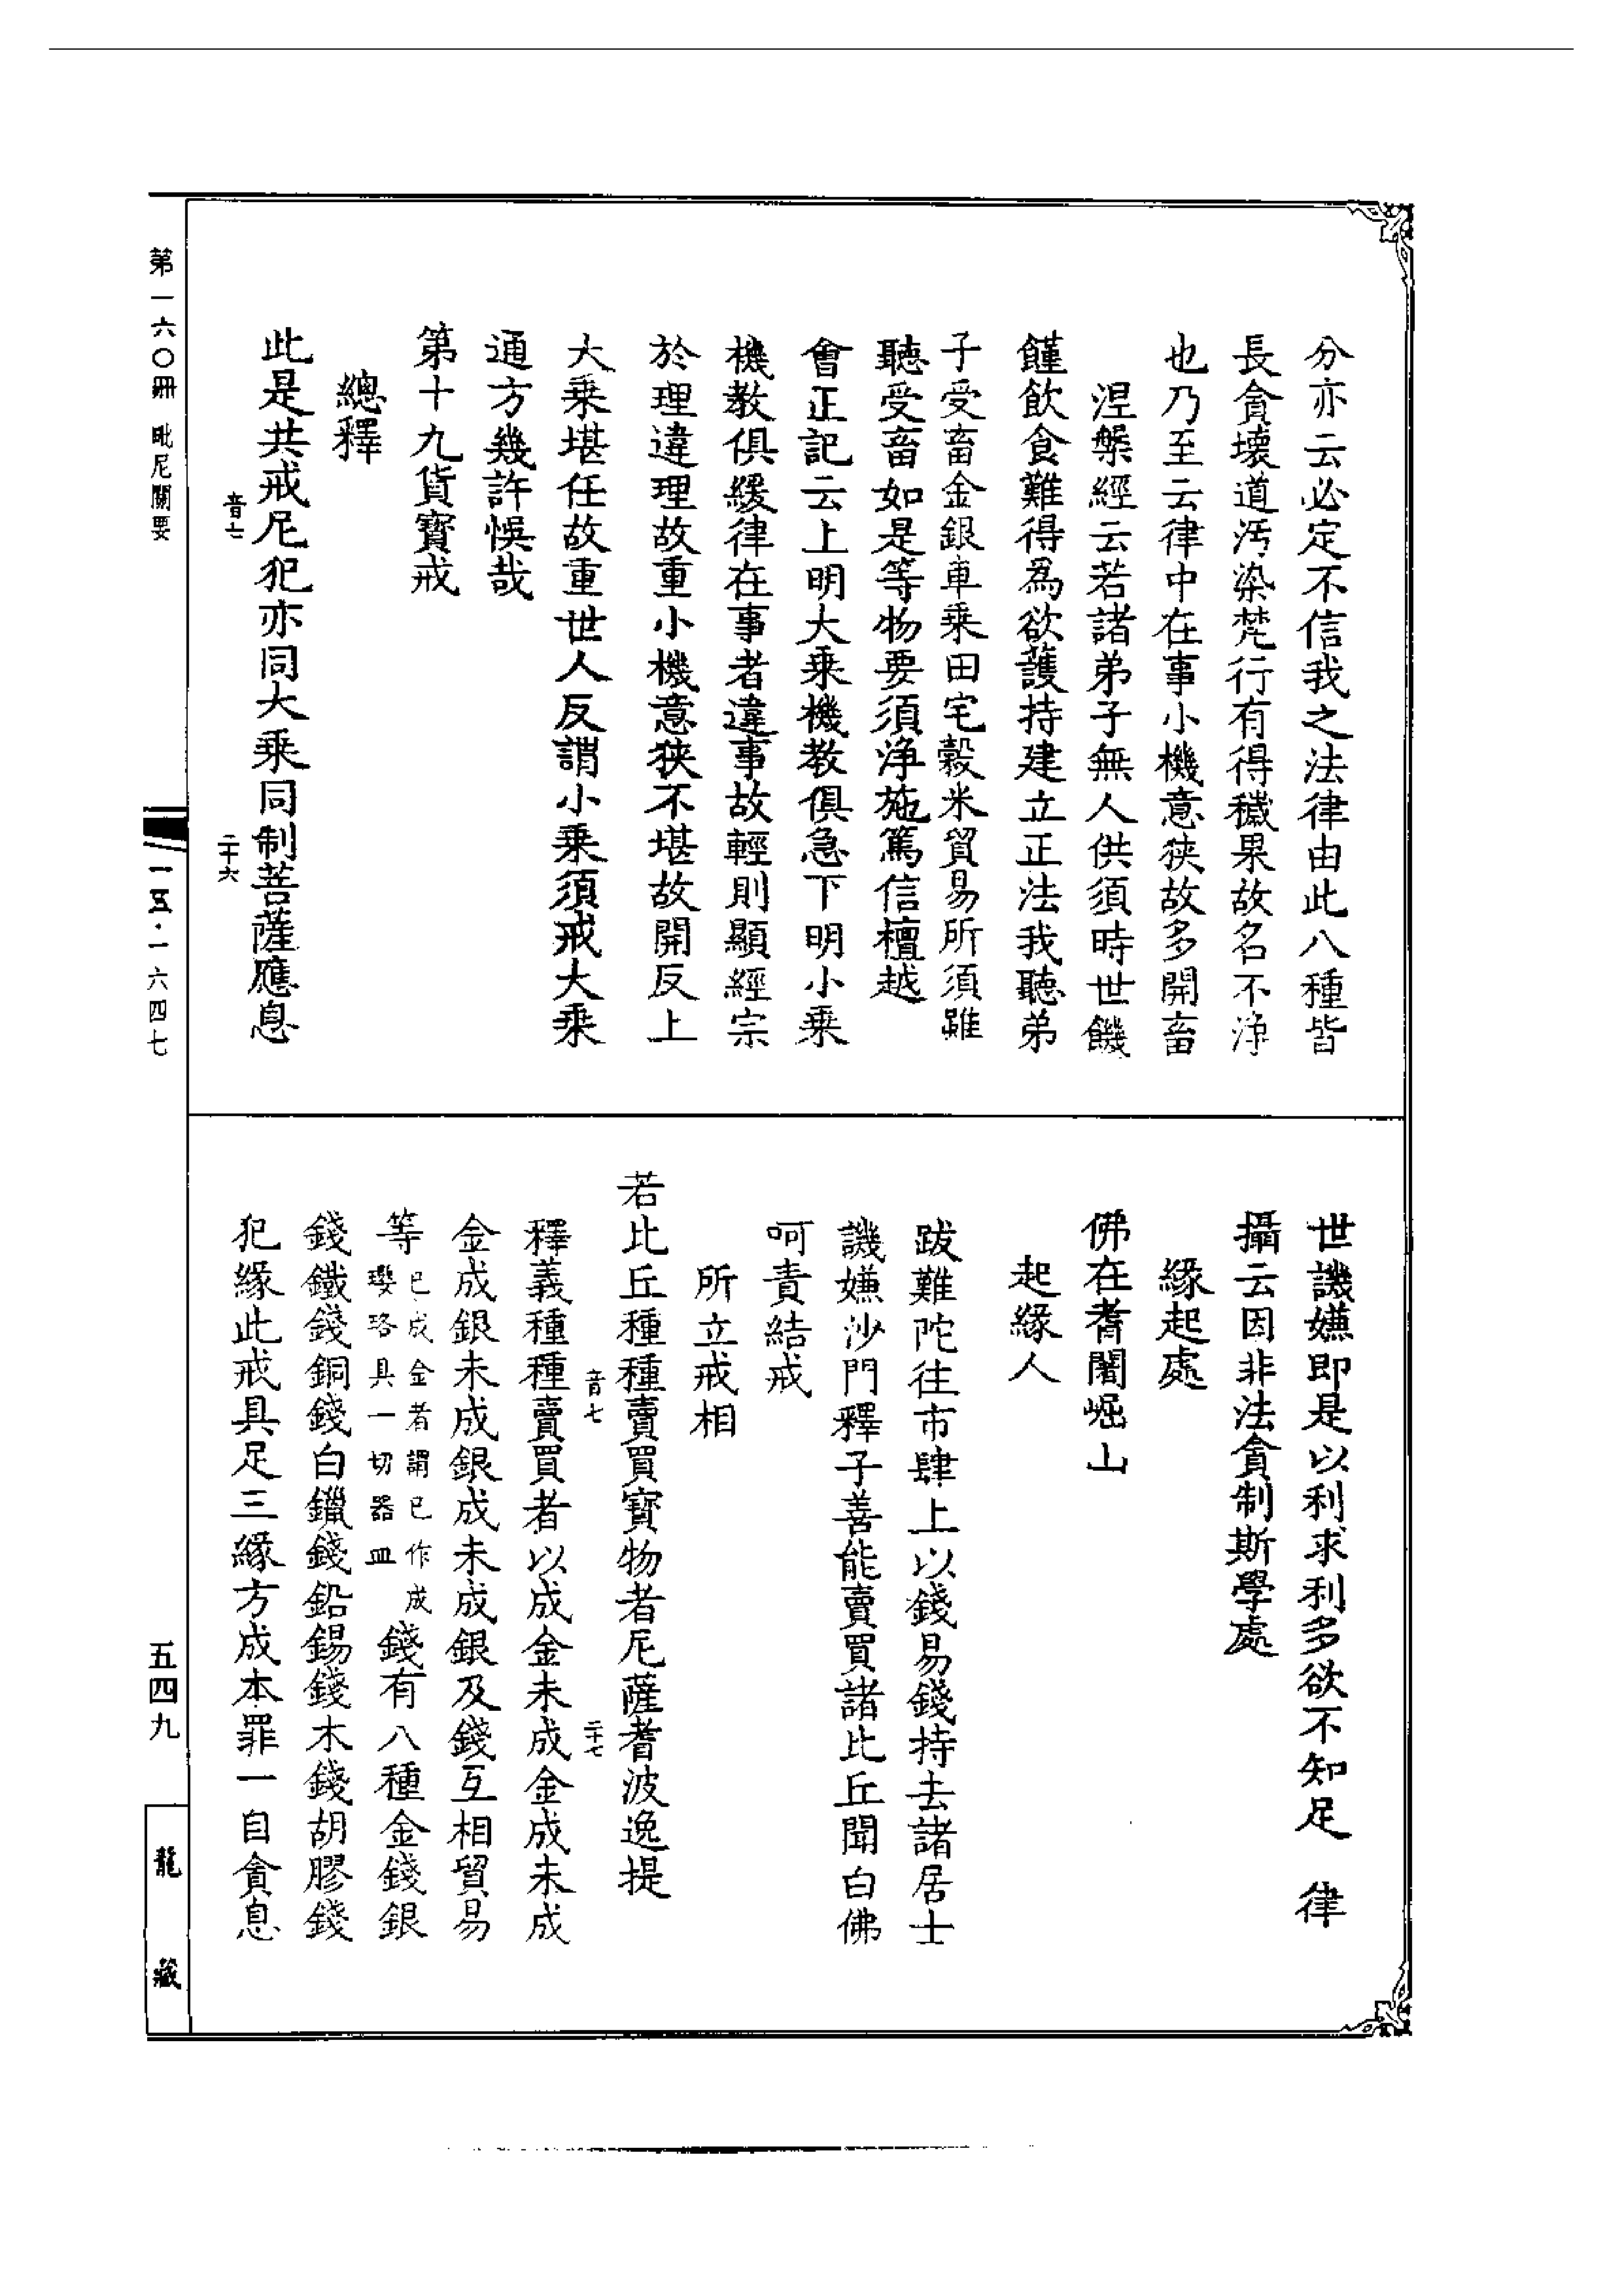 分亦云必定不信我之法律由此八種皆
長貪壞道汚染梵行有得穢果故名不淨
也乃至云律中在事小機意狹故多開畜
涅槃經云若諸弟子無人供須時世饑
饉飲食難得爲欲護持建立正法我聽弟
子受畜金銀車乘田宅穀米貿易所須雖
聽受畜如是等物要須淨施篤信檀越
會正記云上明大乘機教俱急下明小乘
機教俱緩律在事者違事故輕則顯經宗
於理違理故重小機意狹不堪故開反上
大乘堪任故重世人反謂小乘須戒大乘
通方幾許悞哉
第十九貨寶戒
總釋
此是共戒尼犯亦同大乘同制菩薩應息
音七
二十六
世譏嫌即是以利求利多欲不知足 律
攝云因非法貪制斯學處
緣起處
佛在耆闍崛山
起緣人
跋難陀往市肆上以錢易錢持去諸居士
譏嫌沙門釋子善能賣買諸比丘聞白佛
呵責結戒
所立戒相
若比丘種種賣買寶物者尼薩耆波逸提
音七
二十七
釋義種種賣買者以成金未成金成未成
金成銀未成銀成未成銀及錢互相貿易
等已成金者謂已作成瓔珞具一切器皿錢有八種金錢銀
錢鐵錢銅錢白鑞錢鉛錫錢木錢胡膠錢
犯緣此戒具足三緣方成本罪一自貪息
第一六〇冊 毗尼關要
一五·一六四七
五四九
龍藏